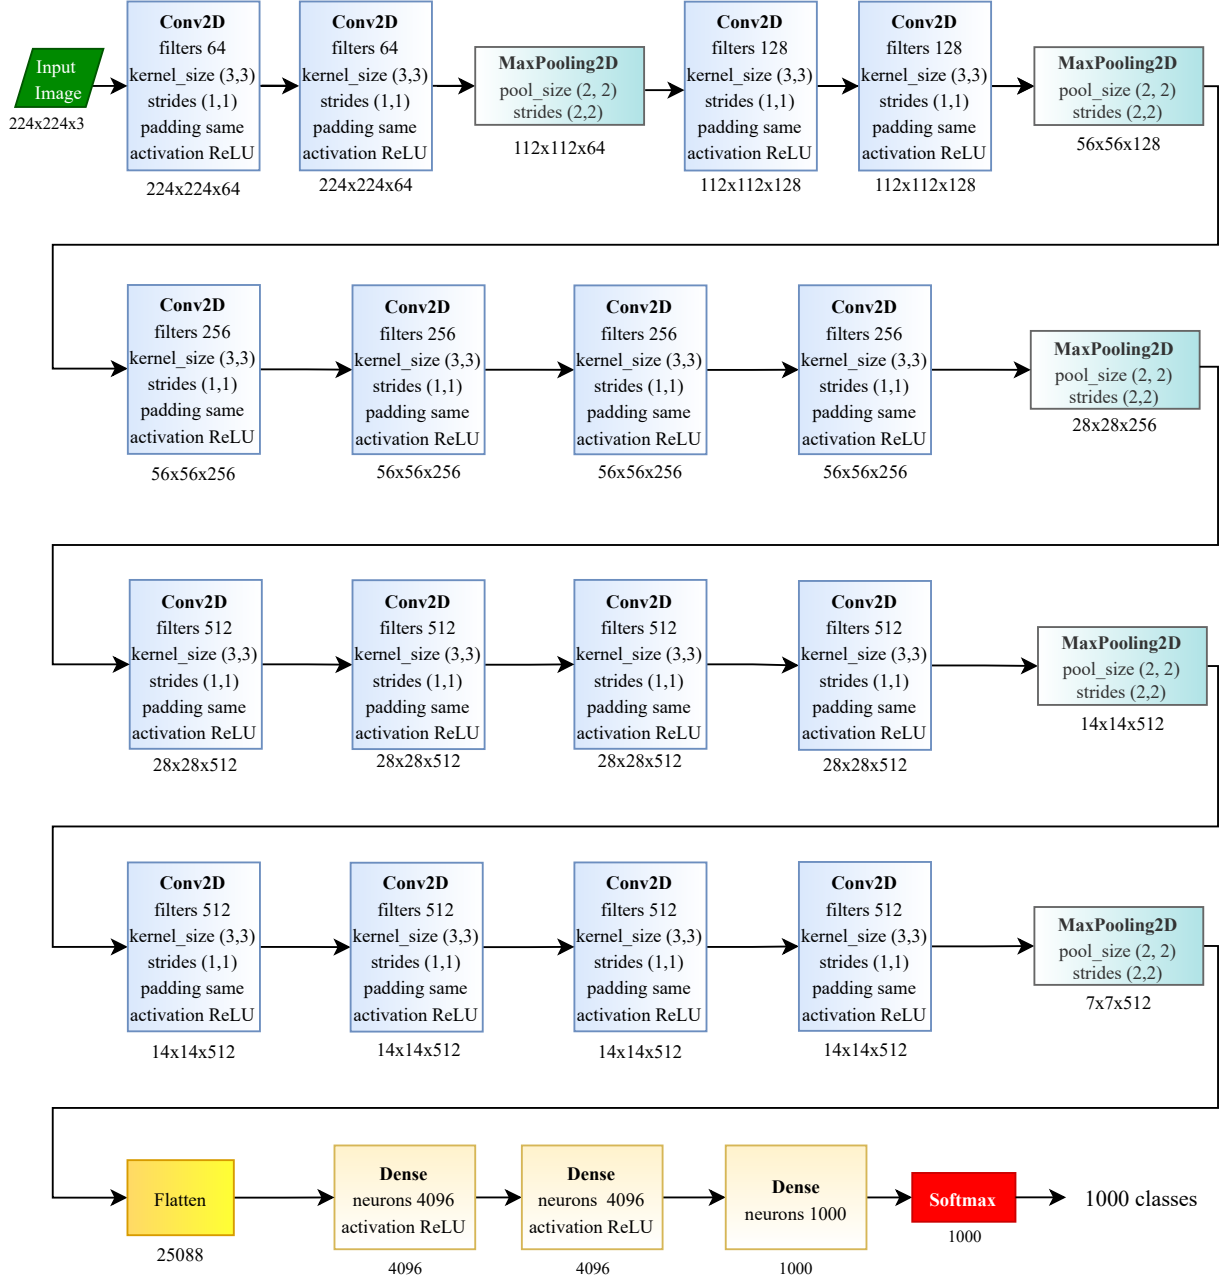 Input
Image
224x224x3
Conv2D
filters 64
kernel_size (3,3)
strides (1,1)
padding same
activation ReLU
224x224x64
Conv2D
filters 64
kernel_size (3,3)
strides (1,1)
padding same
activation ReLU
224x224x64
MaxPooling2D
pool_size (2, 2)
strides (2,2)
112x112x64
Conv2D
filters 128
kernel_size (3,3)
strides (1,1)
padding same
activation ReLU
112x112x128
Conv2D
filters 128
kernel_size (3,3)
strides (1,1)
padding same
activation ReLU
112x112x128
MaxPooling2D
pool_size (2, 2)
strides (2,2)
56x56x128
Conv2D
filters 256
kernel_size (3,3)
strides (1,1)
padding same
activation ReLU
56x56x256
Conv2D
filters 256
kernel_size (3,3)
strides (1,1)
padding same
activation ReLU
56x56x256
Conv2D
filters 256
kernel_size (3,3)
strides (1,1)
padding same
activation ReLU
56x56x256
Conv2D
filters 256
kernel_size (3,3)
strides (1,1)
padding same
activation ReLU
56x56x256
MaxPooling2D
pool_size (2, 2)
strides (2,2)
28x28x256
Conv2D
filters 512
kernel_size (3,3)
strides (1,1)
padding same
activation ReLU
28x28x512
Conv2D
filters 512
kernel_size (3,3)
strides (1,1)
padding same
activation ReLU
28x28x512
Conv2D
filters 512
kernel_size (3,3)
strides (1,1)
padding same
activation ReLU
28x28x512
Conv2D
filters 512
kernel_size (3,3)
strides (1,1)
padding same
activation ReLU
28x28x512
MaxPooling2D
pool_size (2, 2)
strides (2,2)
14x14x512
Conv2D
filters 512
kernel_size (3,3)
strides (1,1)
padding same
activation ReLU
14x14x512
Conv2D
filters 512
kernel_size (3,3)
strides (1,1)
padding same
activation ReLU
14x14x512
Conv2D
filters 512
kernel_size (3,3)
strides (1,1)
padding same
activation ReLU
14x14x512
Conv2D
filters 512
kernel_size (3,3)
strides (1,1)
padding same
activation ReLU
14x14x512
MaxPooling2D
pool_size (2, 2)
strides (2,2)
7x7x512
Flatten
25088
Dense
neurons 4096
activation ReLU
4096
Dense
neurons  4096
activation ReLU
4096
Dense
neurons 1000
1000
Softmax
1000
1000 classes